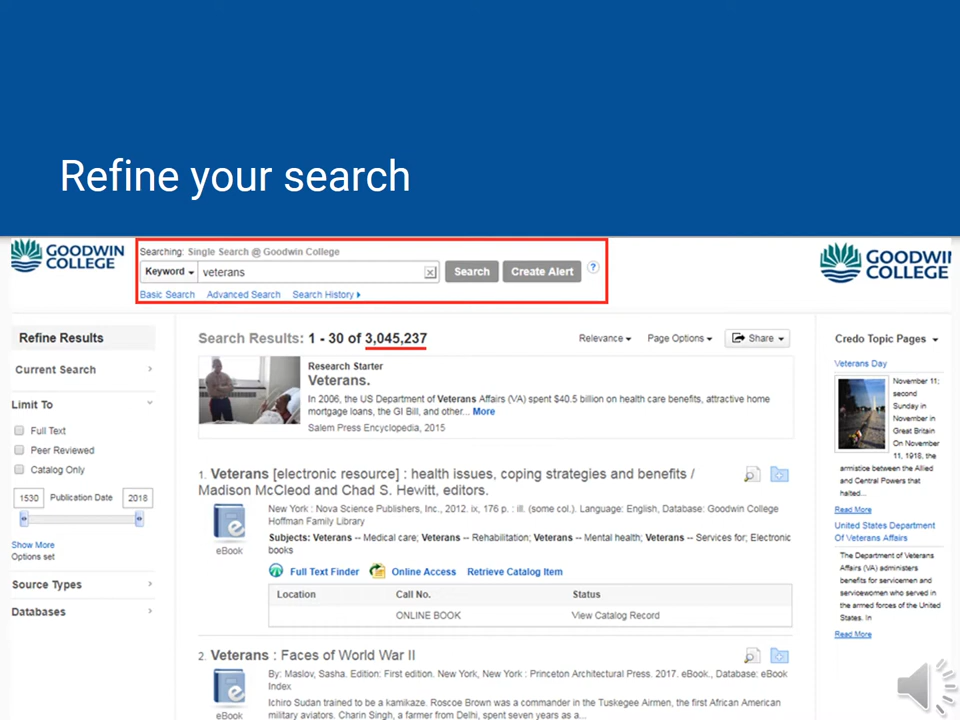 Refine your search
GOODWIN
COLLEGE
Searching: Single Search @ Goodwin College
Keyword veterans Search Create Alert ?
Basic Search Advanced Search Search History
GOODWI
COLLEGE
Refine Results
Current Search
Limit To
Full Text
Peer Reviewed
Catalog Only
1530 Publication Date 2018
Show More
Options set
Source Types
Databases
Search Results: 1 - 30 of 3,045,237
Relevance Page Options Share
Research Starter
Veterans.
In 2006, the US Department of Veterans Affairs (VA) spent $40.5 billion on health care benefits, attractive home
mortgage loans, the GI Bill, and other... More
Salem Press Encyclopedia, 2015
1. Veterans [electronic resource] : health issues, coping strategies and benefits /
Madison McCleod and Chad S. Hewitt, editors.
eBook
New York : Nova Science Publishers, Inc., 2012. ix, 176 p. : ill. (some col.). Language: English, Database: Goodwin College
Hoffman Family Library
Subjects: Veterans -- Medical care; Veterans -- Rehabilitation; Veterans -- Mental health; Veterans -- Services for; Electronic
books
Full Text Finder Online Access Retrieve Catalog Item
Location Call No. Status
ONLINE BOOK View Catalog Record
2. Veterans : Faces of World War II
eBook
By: Maslov, Sasha. Edition: First edition. New York, New York : Princeton Architectural Press. 2017. eBook., Database: eBook
Index
Ichiro Sudan trained to be a kamikaze. Roscoe Brown was a commander in the Tuskegee Airmen, the first African American
military aviators. Charin Singh, a farmer from Delhi, spent seven years as a...
Credo Topic Pages
Veterans Day
November 11;
second
Sunday in
November in
Great Britain
On November
11, 1918, the
armistice between the Allied
and Central Powers that
halted...
Read More
United States Department
Of Veterans Affairs
The Department of Veterans
Affairs (VA) administers
benefits for servicemen and
servicewomen who served in
the armed forces of the United
States. In
Read More